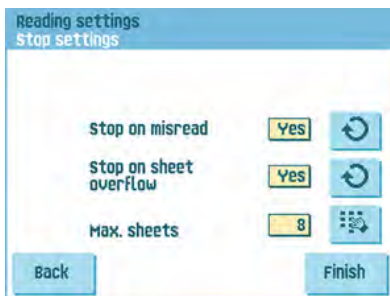 Reading settings
Stop settings
Stop on misread Yes
Stop on sheet
overflow Yes
Max. sheets 8
Back Finish